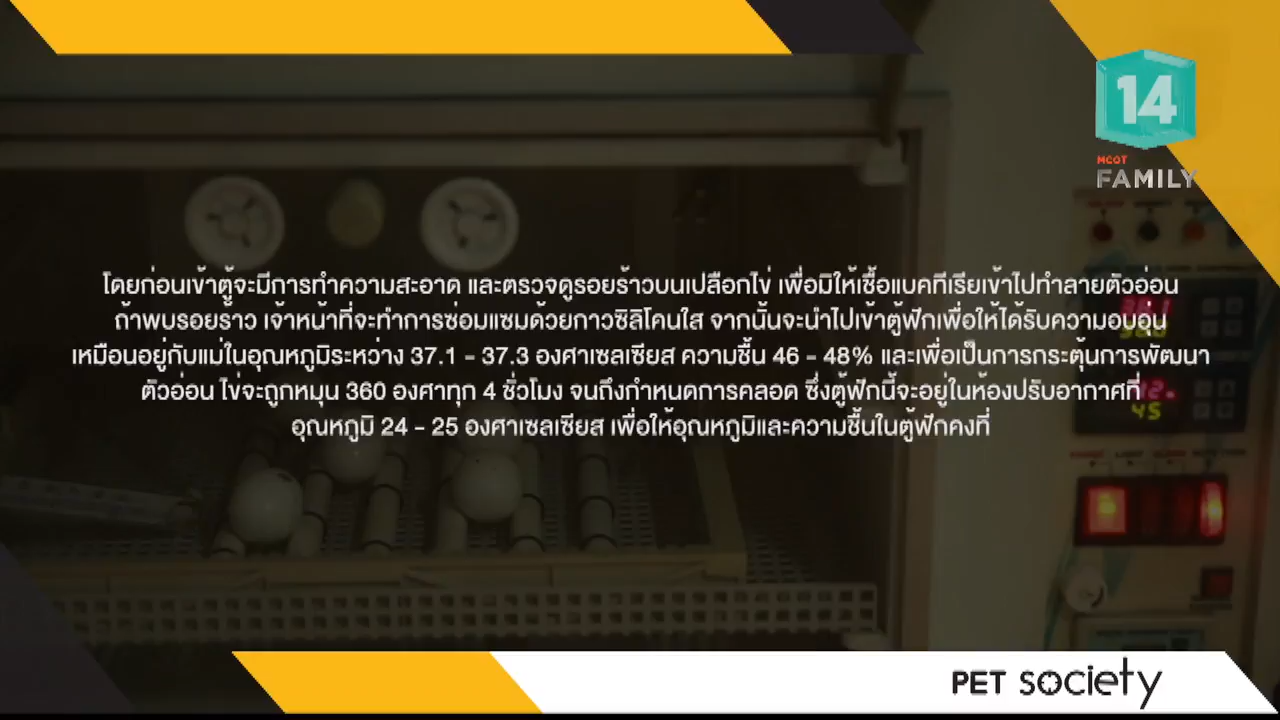 14
MCOT
FAMILY
โดยก่อนเข้าตู้จะมีการทำความสะอาด และตรวจดูรอยร้าวบนเปลือกไข่ เพื่อมิให้เชื้อแบคทีเรียเข้าไปทำลายตัวอ่อน
ถ้าพบรอยร้าว เจ้าหน้าที่จะทำการซ่อมแซมด้วยกาวซิลิโคนใส จากนั้นจะนำไปเข้าตู้ฟักเพื่อให้ได้รับความอบอุ่น
เหมือนอยู่กับแม่ในอุณหภูมิระหว่าง 37.1 - 37.3 องศาเซลเซียส ความชื้น 46 - 48% และเพื่อเป็นการกระตุ้นการพัฒนา
ตัวอ่อน ไข่จะถูกหมุน 360 องศาทุก 4 ชั่วโมง จนถึงกำหนดการคลอด ซึ่งตู้ฟักนี้จะอยู่ในห้องปรับอากาศที่
อุณหภูมิ 24 - 25 องศาเซลเซียส เพื่อให้อุณหภูมิและความชื้นในตู้ฟักคงที่
45
PET society